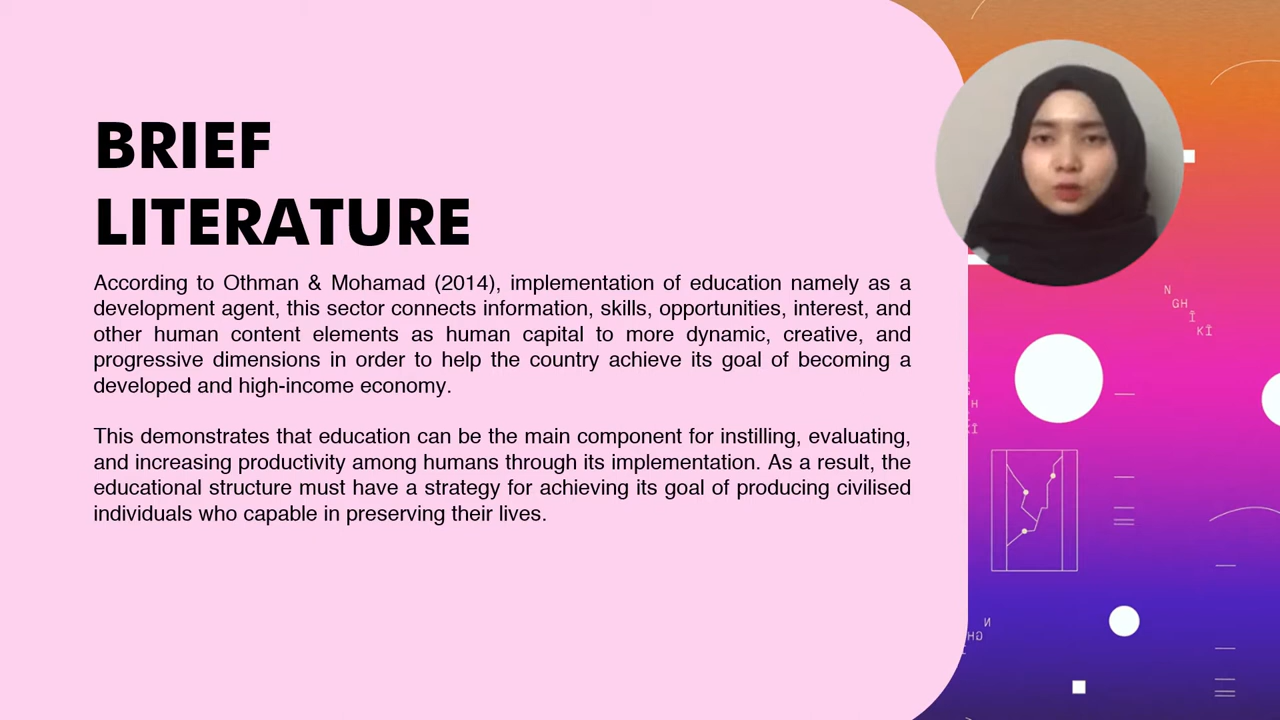 BRIEF
LITERATURE
According to Othman & Mohamad (2014), implementation of education namely as a
development agent, this sector connects information, skills, opportunities, interest, and
other human content elements as human capital to more dynamic, creative, and
progressive dimensions in order to help the country achieve its goal of becoming a
developed and high-income economy.
This demonstrates that education can be the main component for instilling, evaluating,
and increasing productivity among humans through its implementation. As a result, the
educational structure must have a strategy for achieving its goal of producing civilised
individuals who capable in preserving their lives.
N
GH
Î
KÎ